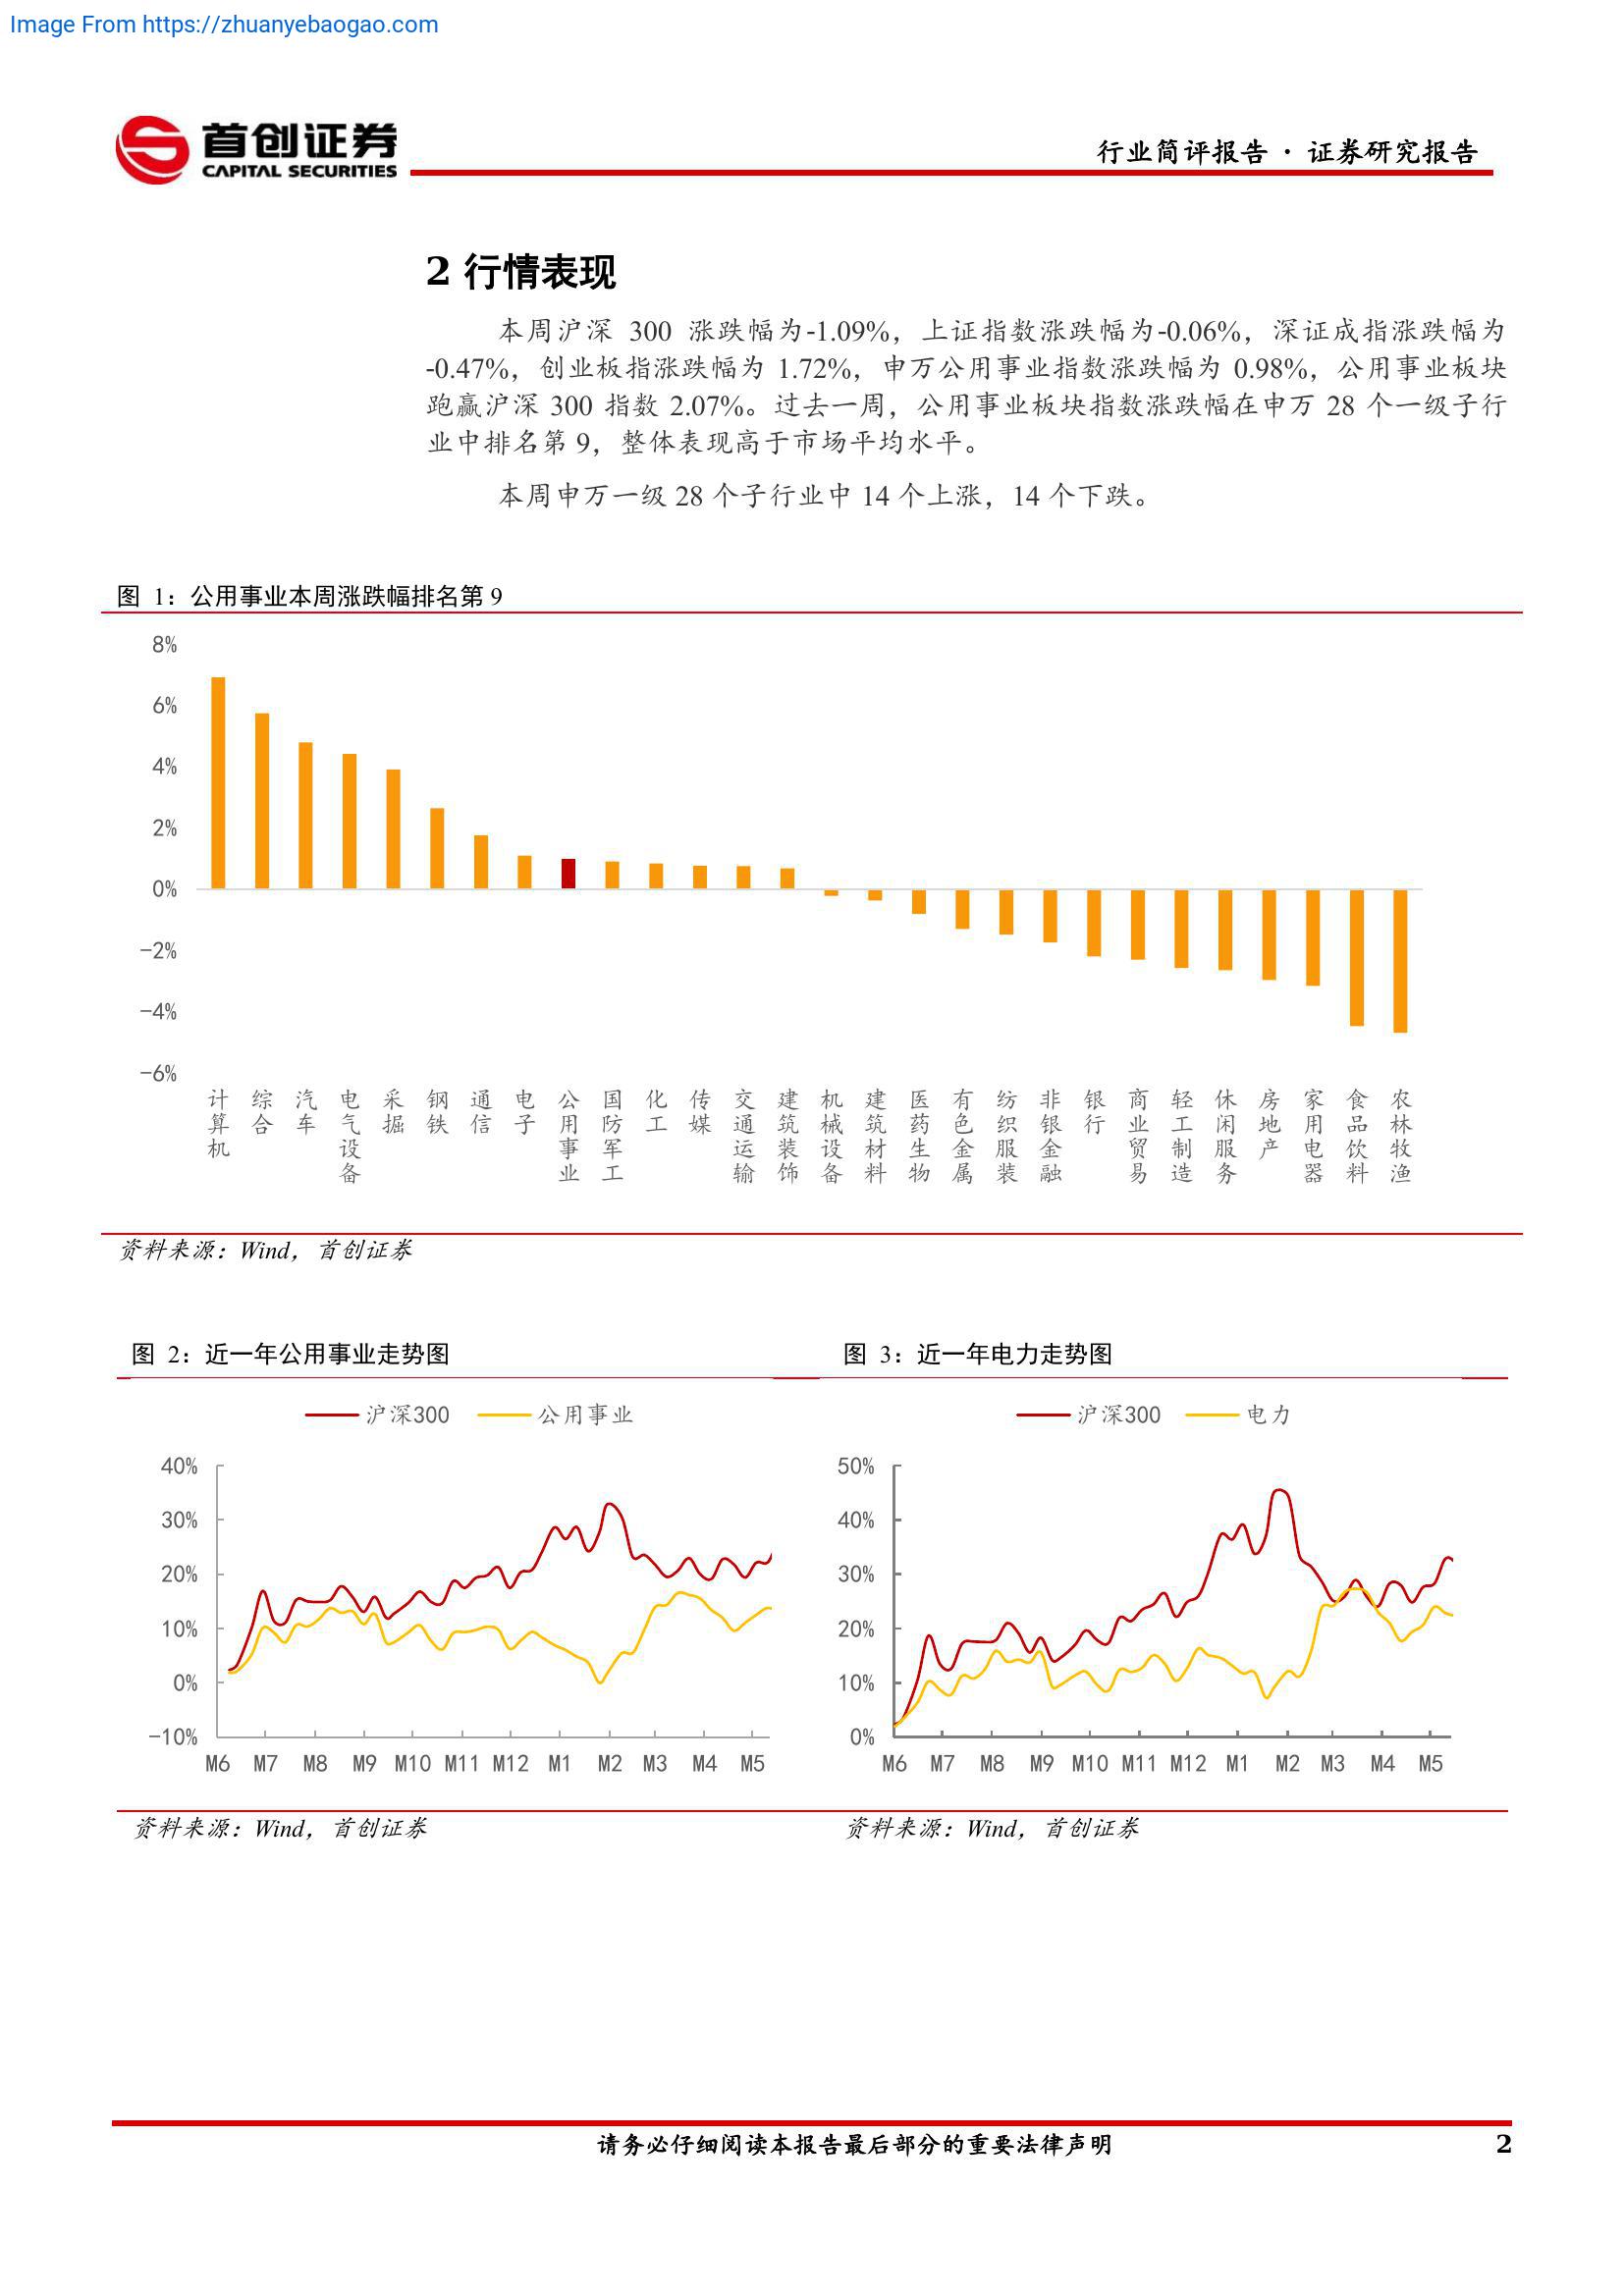 Image From https://zhuanyebaogao.com
首创证券
CAPITAL SECURITIES
行业简评报告 · 证券研究报告
2 行情表现
本周沪深 300 涨跌幅为-1.09%，上证指数涨跌幅为-0.06%，深证成指涨跌幅为
-0.47%，创业板指涨跌幅为 1.72%，申万公用事业指数涨跌幅为 0.98%，公用事业板块
跑赢沪深 300 指数 2.07%。过去一周，公用事业板块指数涨跌幅在申万 28 个一级子行
业中排名第 9，整体表现高于市场平均水平。
本周申万一级 28 个子行业中 14 个上涨，14 个下跌。
图 1：公用事业本周涨跌幅排名第 9
8%
6%
4%
2%
0%
-2%
-4%
-6%
计算机 综合 汽车 电气设备 采掘 钢铁 通信 电子 公用事业 国防军工 化工 传媒 交通运输 建筑装饰 机械设备 建筑材料 医药生物 有色金属 纺织服装 非银金融 银行 商业贸易 轻工制造 休闲服务 房地产 家用电器 食品饮料 农林牧渔
资料来源：Wind，首创证券
图 2：近一年公用事业走势图
沪深300 公用事业
40%
30%
20%
10%
0%
-10%
M6 M7 M8 M9 M10 M11 M12 M1 M2 M3 M4 M5
资料来源：Wind，首创证券
图 3：近一年电力走势图
沪深300 电力
50%
40%
30%
20%
10%
0%
M6 M7 M8 M9 M10 M11 M12 M1 M2 M3 M4 M5
资料来源：Wind，首创证券
请务必仔细阅读本报告最后部分的重要法律声明
2